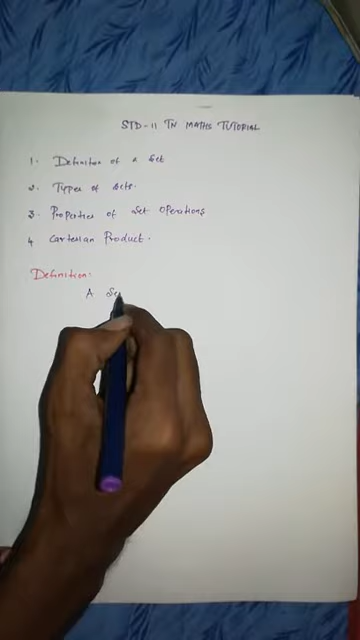 STD-11 TN MATHS TUTORIAL
1. Definition of a Set
2. Types of Sets.
3. Properties of Set Operations
4 Cartesian Product.
Definition:
A Set